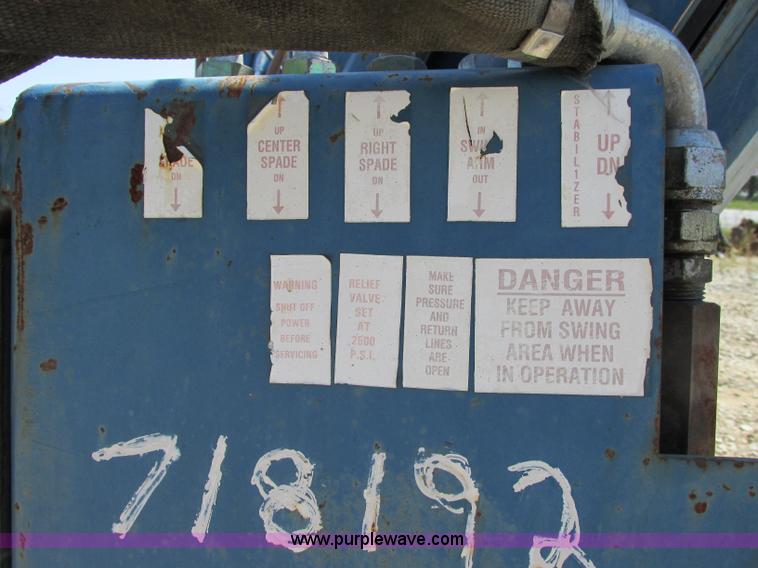 SPADE
DN
UP
CENTER
SPADE
DN
UP
RIGHT
SPADE
DN
IN
ARM
OUT
STABILIZER
UP
DN
WARNING
SHUT OFF
POWER
BEFORE
SERVICING
RELIEF
VALVE
SET
AT
2500
P.S.I.
MAKE
SURE
PRESSURE
AND
RETURN
LINES
ARE
OPEN
DANGER
KEEP AWAY
FROM SWING
AREA WHEN
IN OPERATION
718192
www.purplewave.com